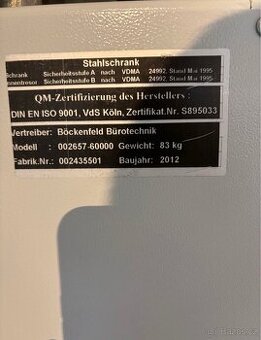 Stahlschrank
Schrank Sicherheitsstufe A nach VDMA 24992, Stand Mai 1995
Innentresor Sicherheitsstufe B nach VDMA 24992, Stand Mai 1995
QM-Zertifizierung des Herstellers :
DIN EN ISO 9001, VdS Köln, Zertifikat.Nr. S895033
Vertreiber: Böckenfeld Bürotechnik
Modell : 002657-60000 Gewicht: 83 kg
Fabrik.Nr.: 002435501 Baujahr: 2012